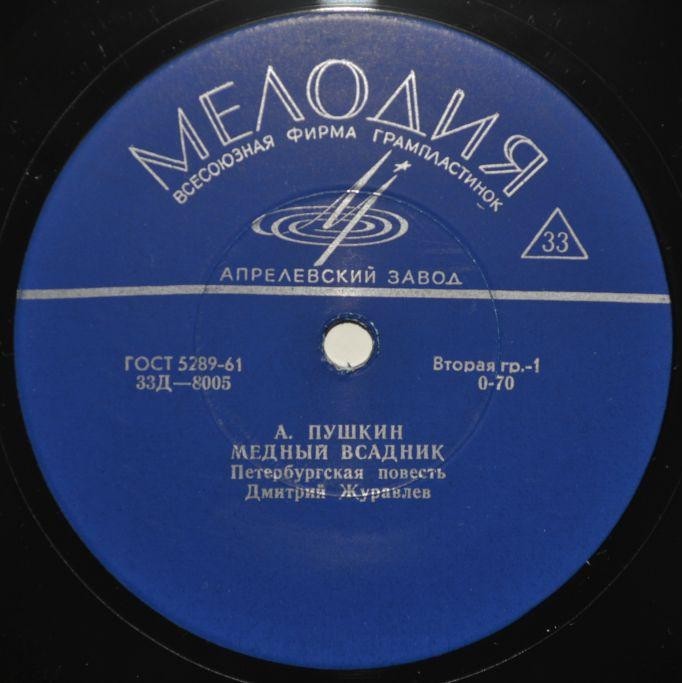 МЕЛОДИЯ
ВСЕСОЮЗНАЯ ФИРМА ГРАМПЛАСТИНОК
33
АПРЕЛЕВСКИЙ ЗАВОД
ГОСТ 5289-61
33Д—8005
Вторая гр.-1
0-70
А. ПУШКИН
МЕДНЫЙ ВСАДНИК
Петербургская повесть
Дмитрий Журавлев